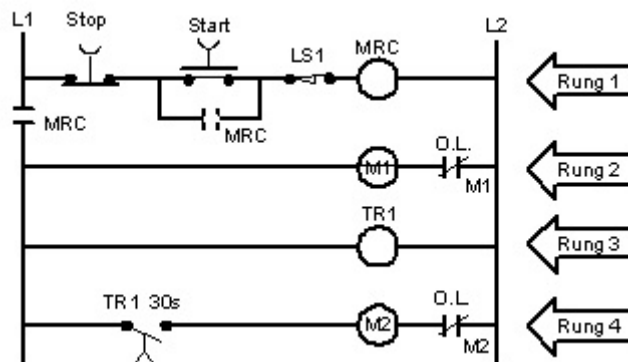 L1
Stop
Start
L2
LS1
MRC
Rung 1
MRC
MRC
O.L.
M1
M1
Rung 2
TR1
Rung 3
TR1 30s
O.L.
M2
M2
Rung 4